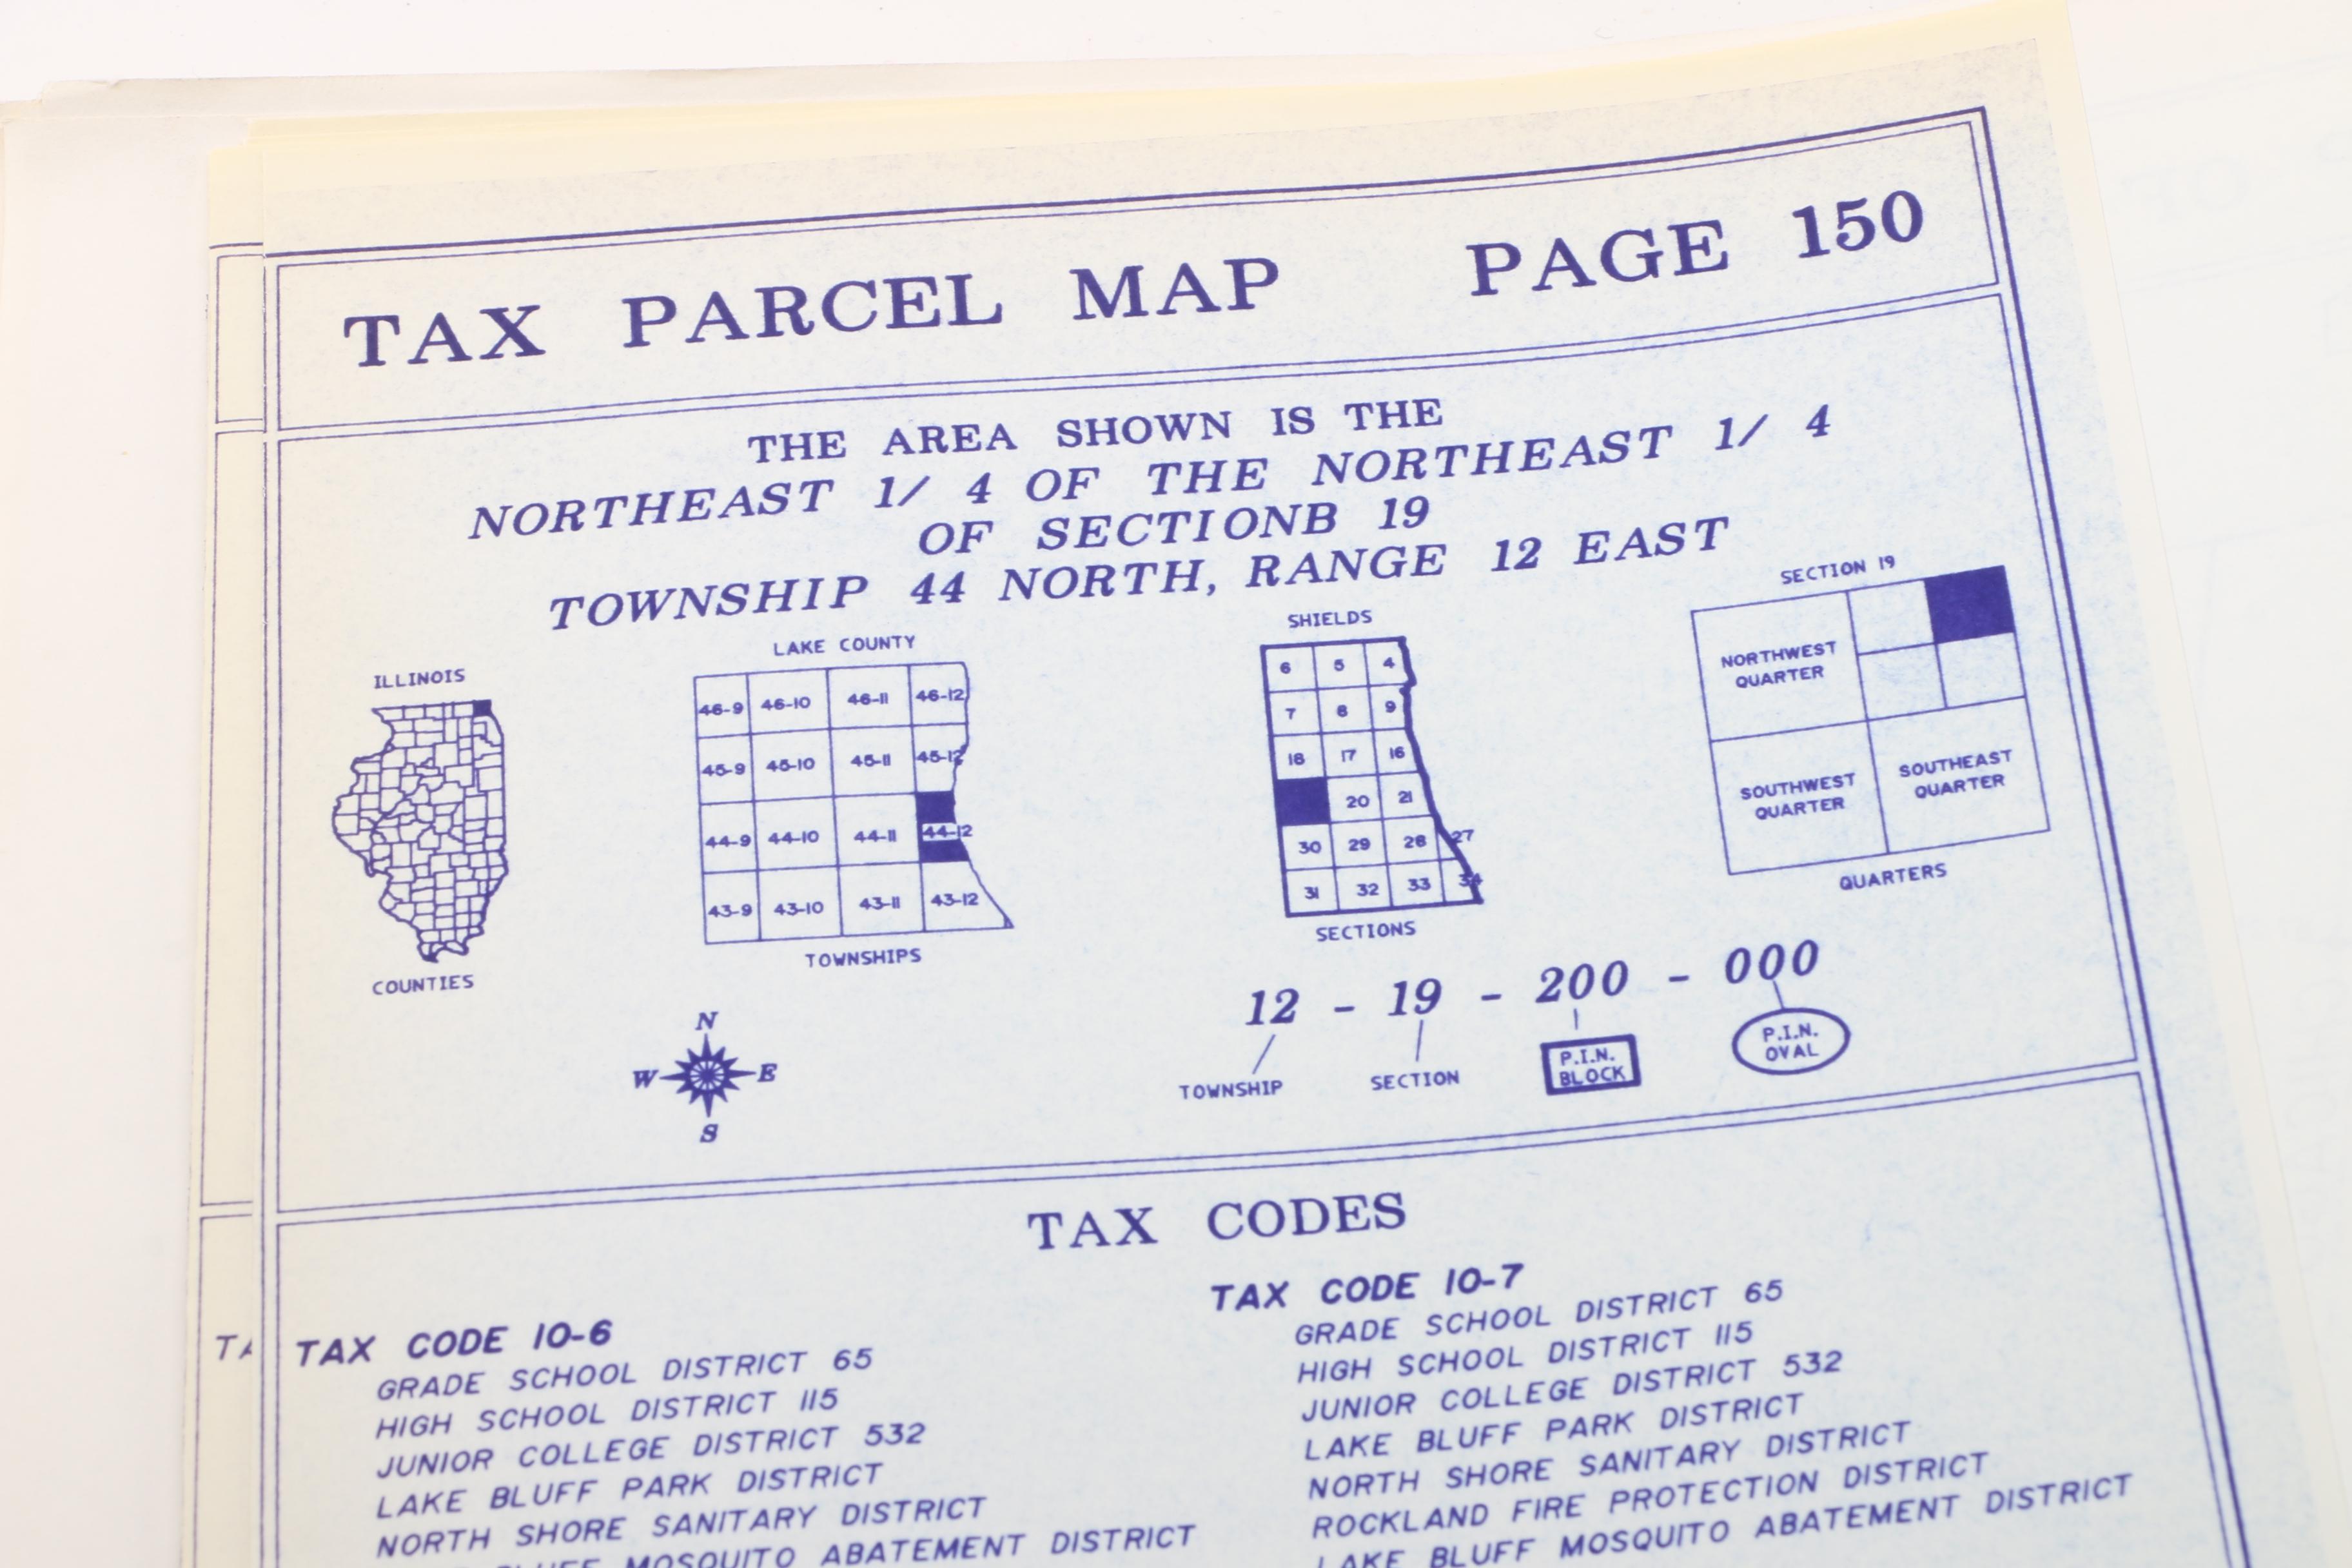 TAX PARCEL MAP PAGE 150
THE AREA SHOWN IS THE
NORTHEAST 1/ 4 OF THE NORTHEAST 1/ 4
OF SECTIONB 19
TOWNSHIP 44 NORTH, RANGE 12 EAST
ILLINOIS
COUNTIES
LAKE COUNTY
46-9 46-10 46-11 46-12
45-9 45-10 45-11 45-12
44-9 44-10 44-11 44-12
43-9 43-10 43-11 43-12
TOWNSHIPS
SHIELDS
6 5 4
7 8 9
18 17 16
20 21
30 29 28 27
31 32 33 34
SECTIONS
SECTION 19
NORTHWEST
QUARTER
SOUTHWEST
QUARTER
SOUTHEAST
QUARTER
QUARTERS
N
W E
S
12 - 19 - 200 - 000
TOWNSHIP
SECTION
P.I.N.
BLOCK
P.I.N.
OVAL
TAX CODES
TA
TAX CODE 10-6
GRADE SCHOOL DISTRICT 65
HIGH SCHOOL DISTRICT 115
JUNIOR COLLEGE DISTRICT 532
LAKE BLUFF PARK DISTRICT
NORTH SHORE SANITARY DISTRICT
BLUFF MOSQUITO ABATEMENT DISTRICT
TAX CODE 10-7
GRADE SCHOOL DISTRICT 65
HIGH SCHOOL DISTRICT 115
JUNIOR COLLEGE DISTRICT 532
LAKE BLUFF PARK DISTRICT
NORTH SHORE SANITARY DISTRICT
ROCKLAND FIRE PROTECTION DISTRICT
LAKE BLUFF MOSQUITO ABATEMENT DISTRICT